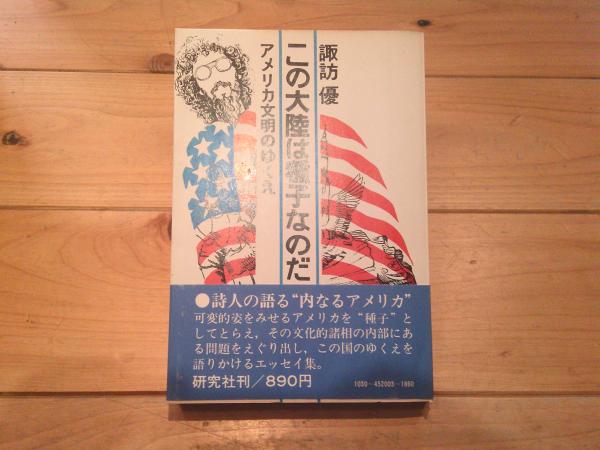 諏訪 優
この大陸は種子なのだ
アメリカ文明のゆくえ
●詩人の語る“内なるアメリカ”
可変的姿をみせるアメリカを“種子”と
してとらえ，その文化的諸相の内部にあ
る問題をえぐり出し，この国のゆくえを
語りかけるエッセイ集。
研究社刊／890円
1030-452003-1860